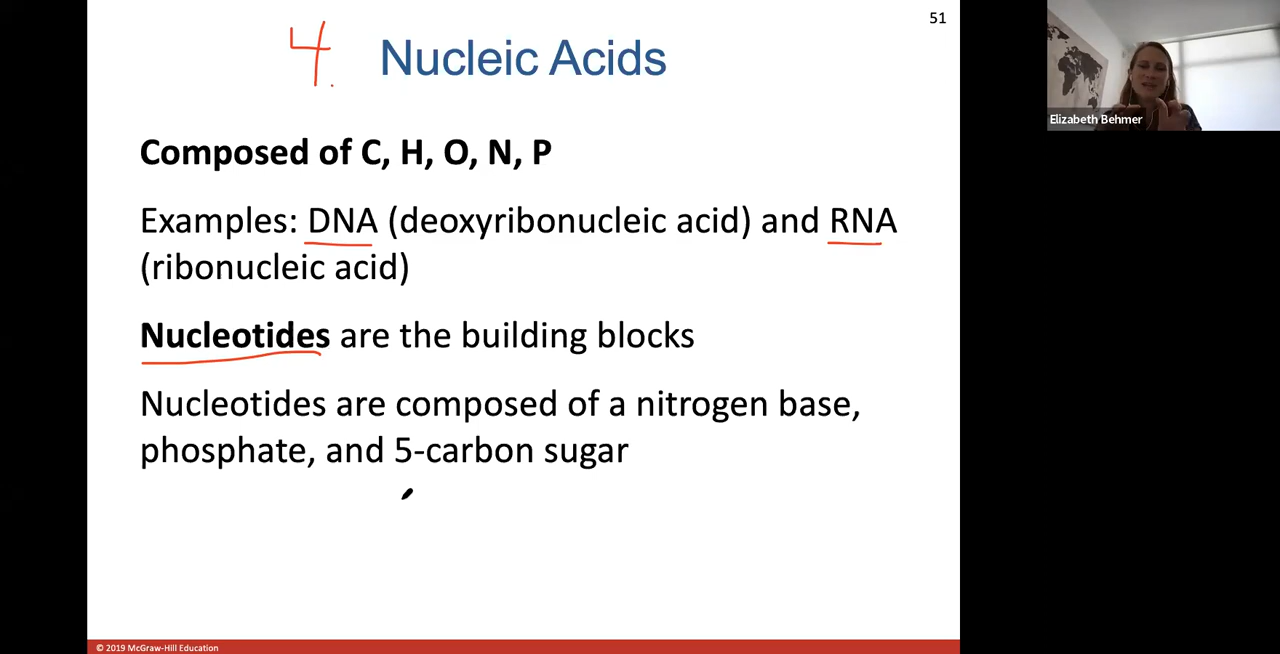 51
4. Nucleic Acids
Elizabeth Behmer
Composed of C, H, O, N, P
Examples: DNA (deoxyribonucleic acid) and RNA
(ribonucleic acid)
Nucleotides are the building blocks
Nucleotides are composed of a nitrogen base,
phosphate, and 5-carbon sugar
© 2019 McGraw-Hill Education